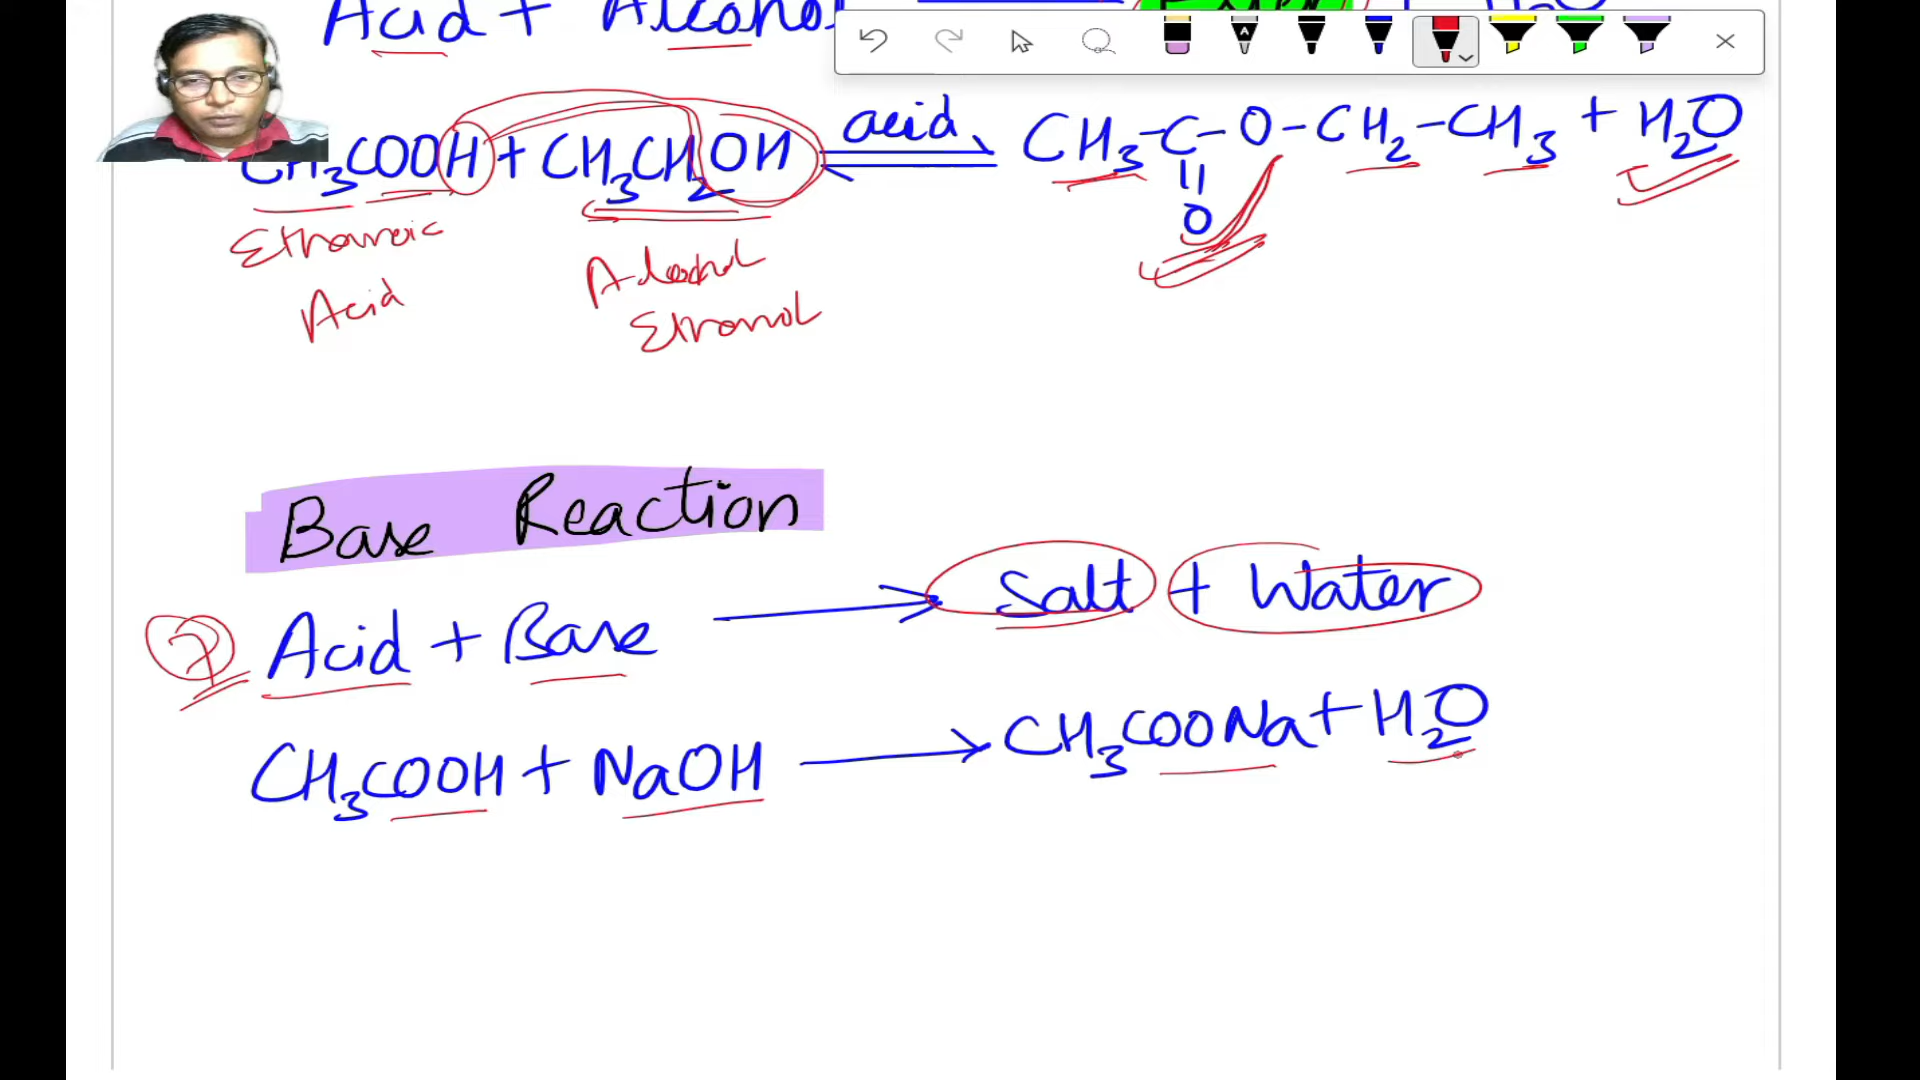 Acid + Alcohol
CH₃COOH + CH₃CH₂OH acid CH₃-C-O-CH₂-CH₃ + H₂O
O
Ethanoic
Acid
Alcohol
Ethanol
Base Reaction
? Acid + Base → Salt + Water
CH₃COOH + NaOH → CH₃COONa + H₂O